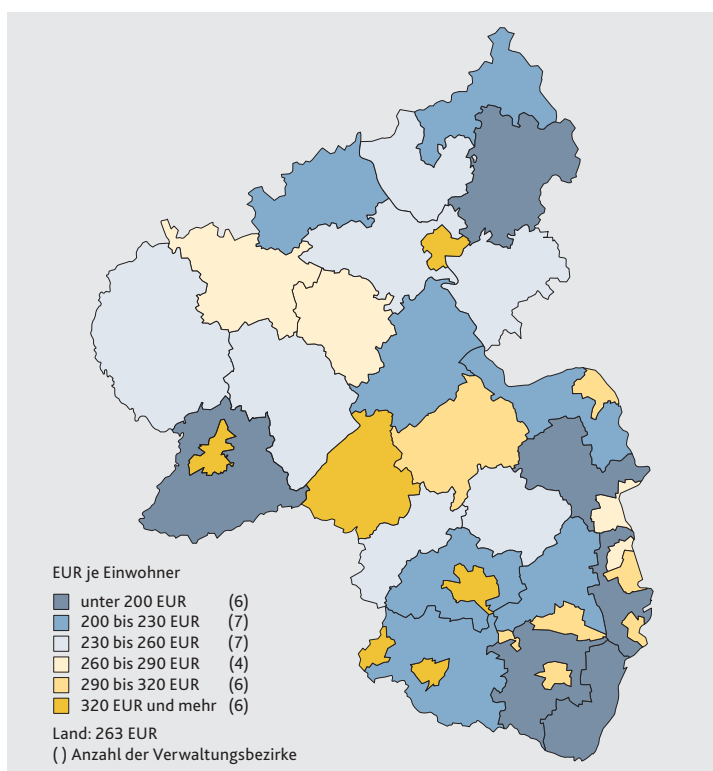 EUR je Einwohner
unter 200 EUR (6)
200 bis 230 EUR (7)
230 bis 260 EUR (7)
260 bis 290 EUR (4)
290 bis 320 EUR (6)
320 EUR und mehr (6)
Land: 263 EUR
( ) Anzahl der Verwaltungsbezirke